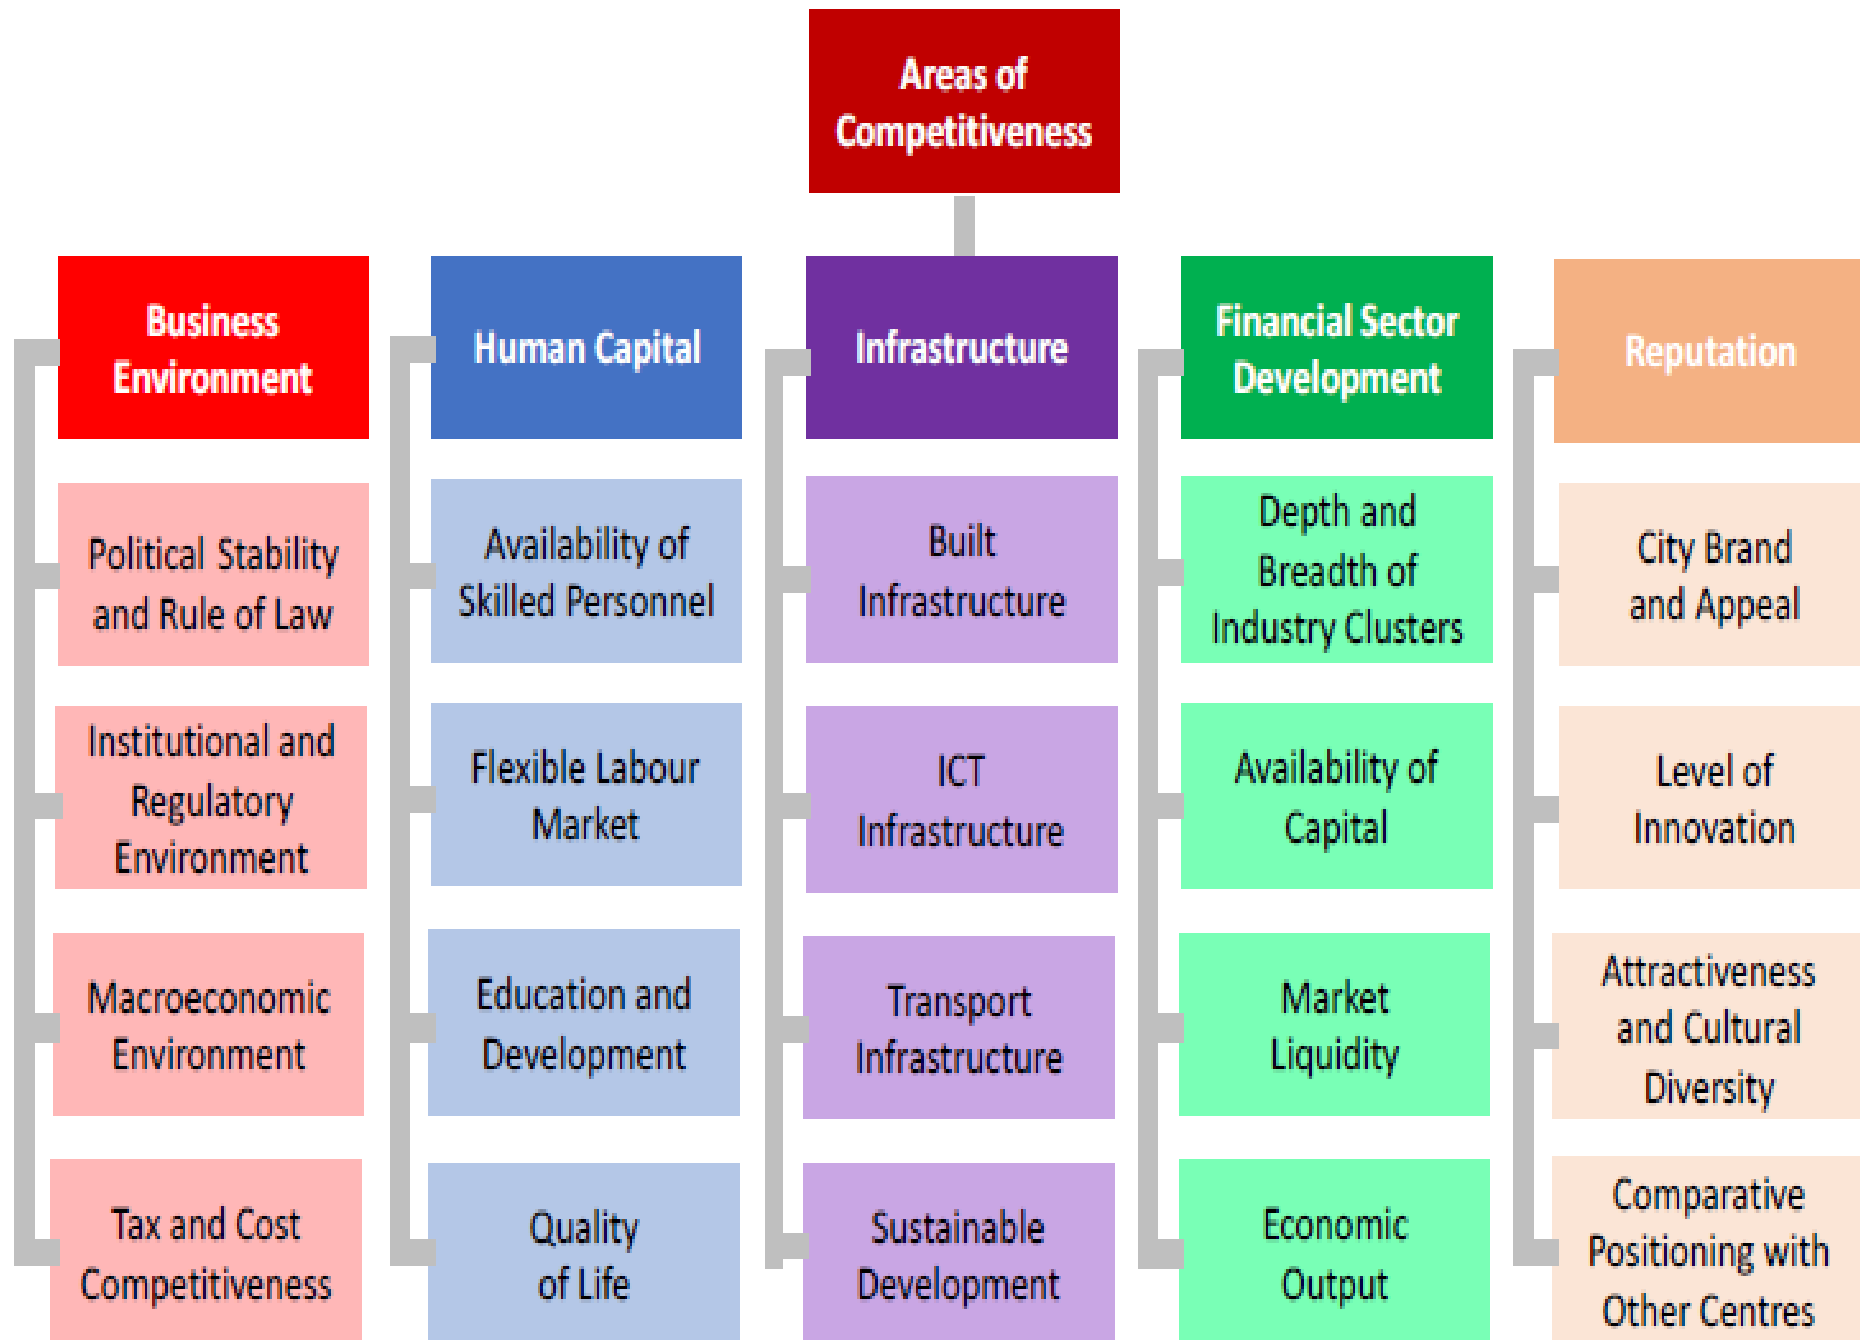 Areas of
Competitiveness
Business
Environment
Human Capital
Infrastructure
Financial Sector
Development
Reputation
Political Stability
and Rule of Law
Availability of
Skilled Personnel
Built
Infrastructure
Depth and
Breadth of
Industry Clusters
City Brand
and Appeal
Institutional and
Regulatory
Environment
Flexible Labour
Market
ICT
Infrastructure
Availability of
Capital
Level of
Innovation
Macroeconomic
Environment
Education and
Development
Transport
Infrastructure
Market
Liquidity
Attractiveness
and Cultural
Diversity
Tax and Cost
Competitiveness
Quality
of Life
Sustainable
Development
Economic
Output
Comparative
Positioning with
Other Centres